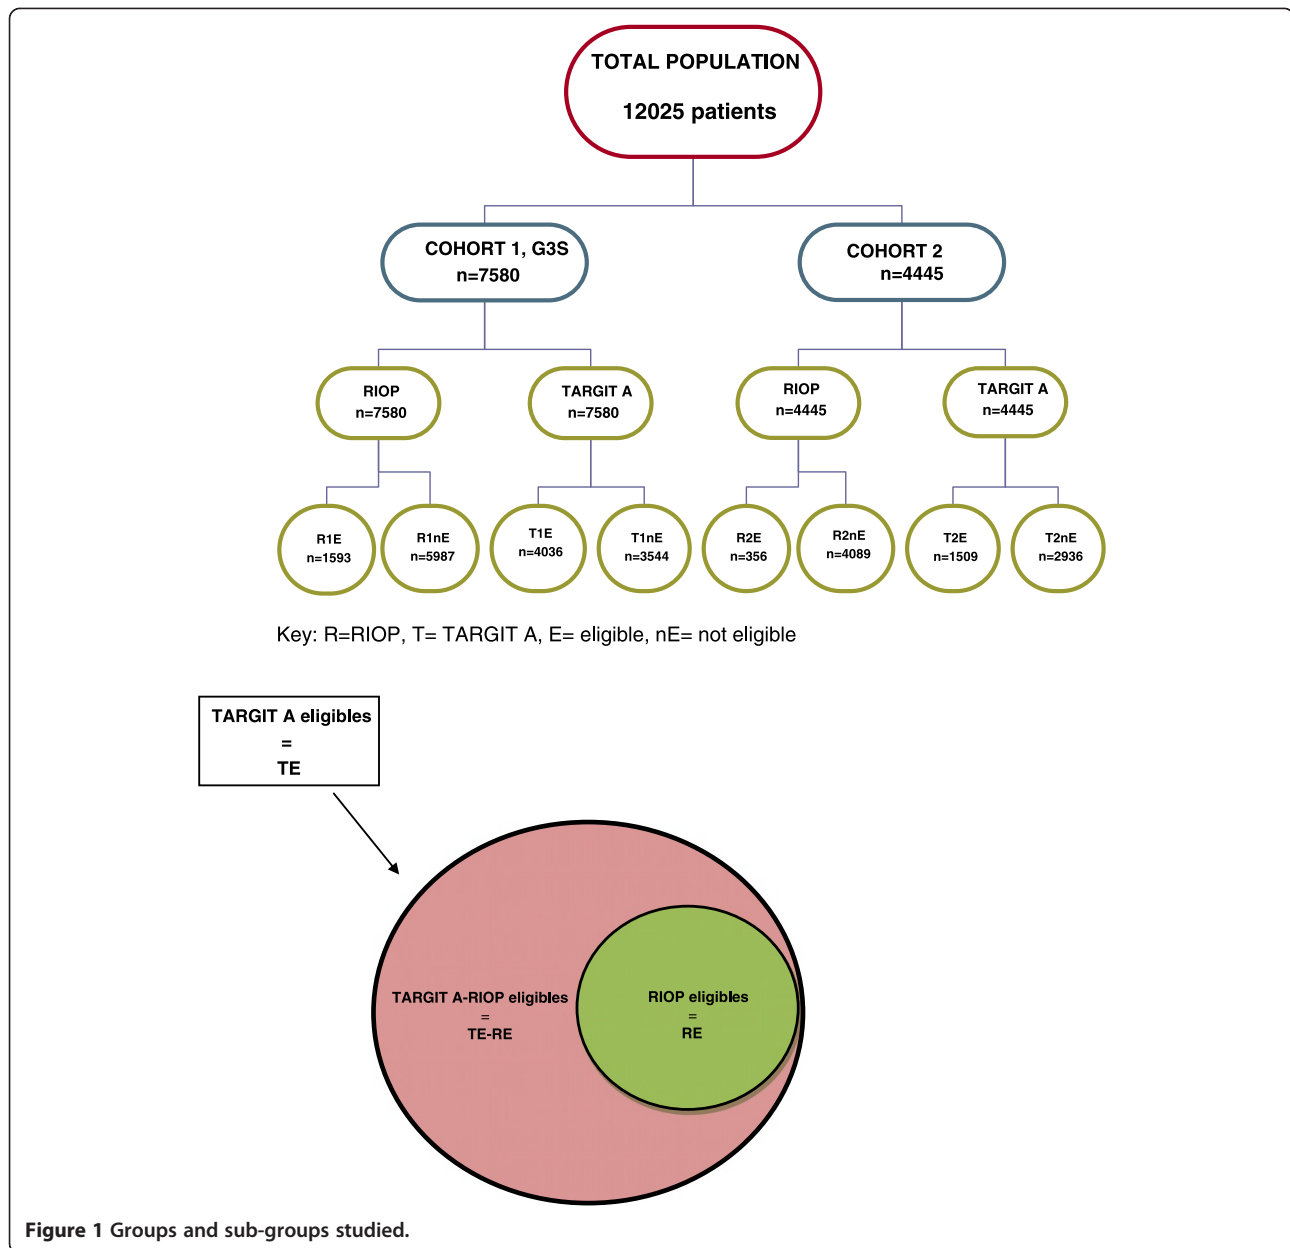 TOTAL POPULATION
12025 patients
COHORT 1, G3S
n=7580
COHORT 2
n=4445
RIOP
n=7580
TARGIT A
n=7580
RIOP
n=4445
TARGIT A
n=4445
R1E
n=1593
R1nE
n=5987
T1E
n=4036
T1nE
n=3544
R2E
n=356
R2nE
n=4089
T2E
n=1509
T2nE
n=2936
Key: R=RIOP, T= TARGIT A, E= eligible, nE= not eligible
TARGIT A eligibles
=
TE
TARGIT A-RIOP eligibles
=
TE-RE
RIOP eligibles
=
RE
Figure 1 Groups and sub-groups studied.